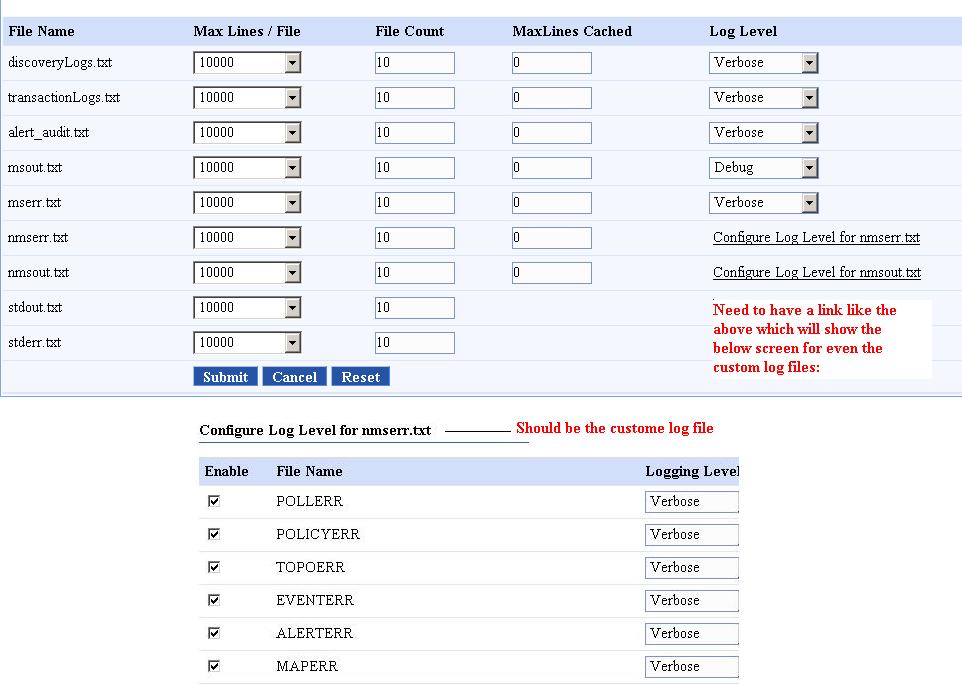 File Name Max Lines / File File Count MaxLines Cached Log Level
discoveryLogs.txt 10000 10 0 Verbose
transactionLogs.txt 10000 10 0 Verbose
alert_audit.txt 10000 10 0 Verbose
msout.txt 10000 10 0 Debug
mserr.txt 10000 10 0 Verbose
nmserr.txt 10000 10 0 Configure Log Level for nmserr.txt
nmsout.txt 10000 10 0 Configure Log Level for nmsout.txt
stdout.txt 10000 10
stderr.txt 10000 10
Need to have a link like the
above which will show the
below screen for even the
custom log files:
Submit Cancel Reset
Configure Log Level for nmserr.txt Should be the custome log file
Enable File Name Logging Level
POLLERR Verbose
POLICYERR Verbose
TOPOERR Verbose
EVENTERR Verbose
ALERTERR Verbose
MAPERR Verbose